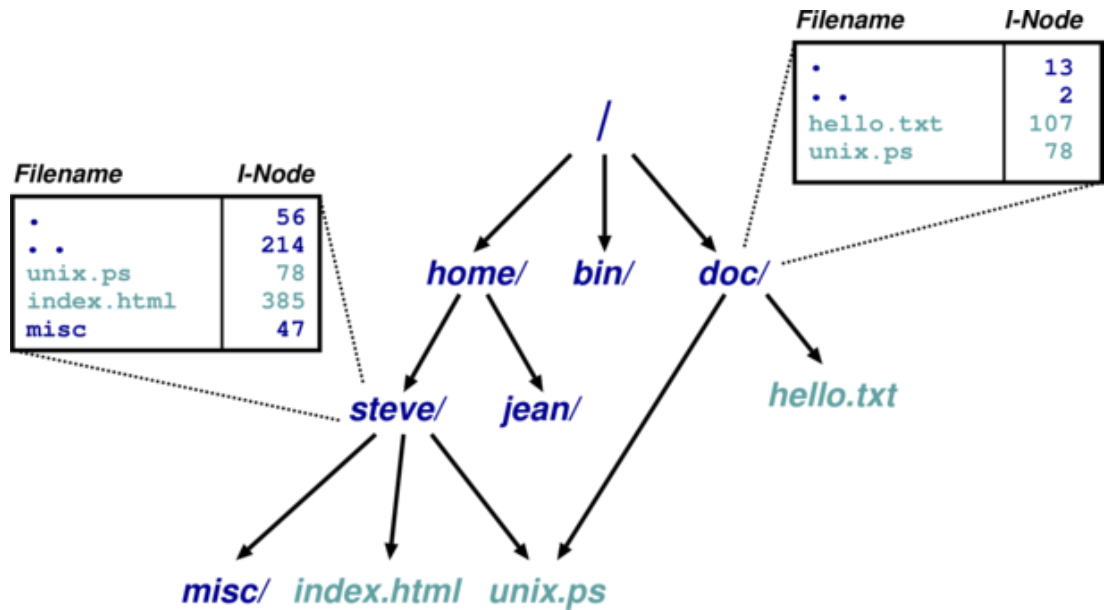 Filename I-Node
. 13
. . 2
hello.txt 107
unix.ps 78
/
Filename I-Node
. 56
. . 214
unix.ps 78
index.html 385
misc 47
home/ bin/ doc/
steve/ jean/ hello.txt
misc/ index.html unix.ps